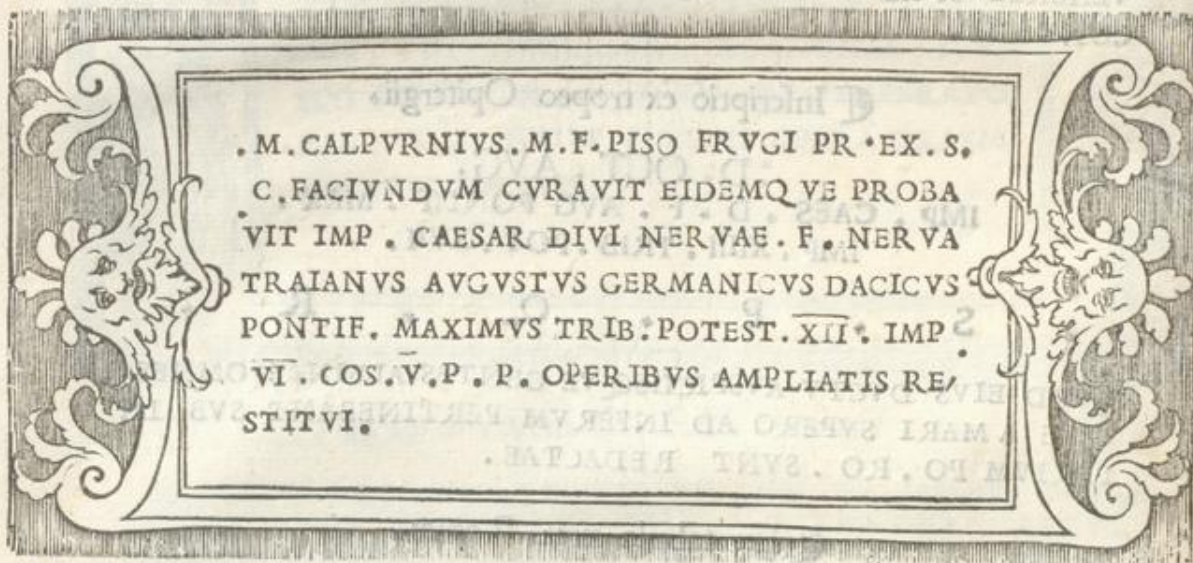 . M . CALPVRNIVS . M . F . PISO FRVGI PR • EX . S .
C . FACIVNDVM CVRAVIT EIDEMQVE PROBA
VIT IMP . CAESAR DIVI NERVAE . F . NERVA
TRAIANVS AVGVSTVS GERMANICVS DACICVS
PONTIF . MAXIMVS TRIB . POTEST . XII . IMP .
VI . COS . V . P . P . OPERIBVS AMPLIATIS RE/
STITVI .